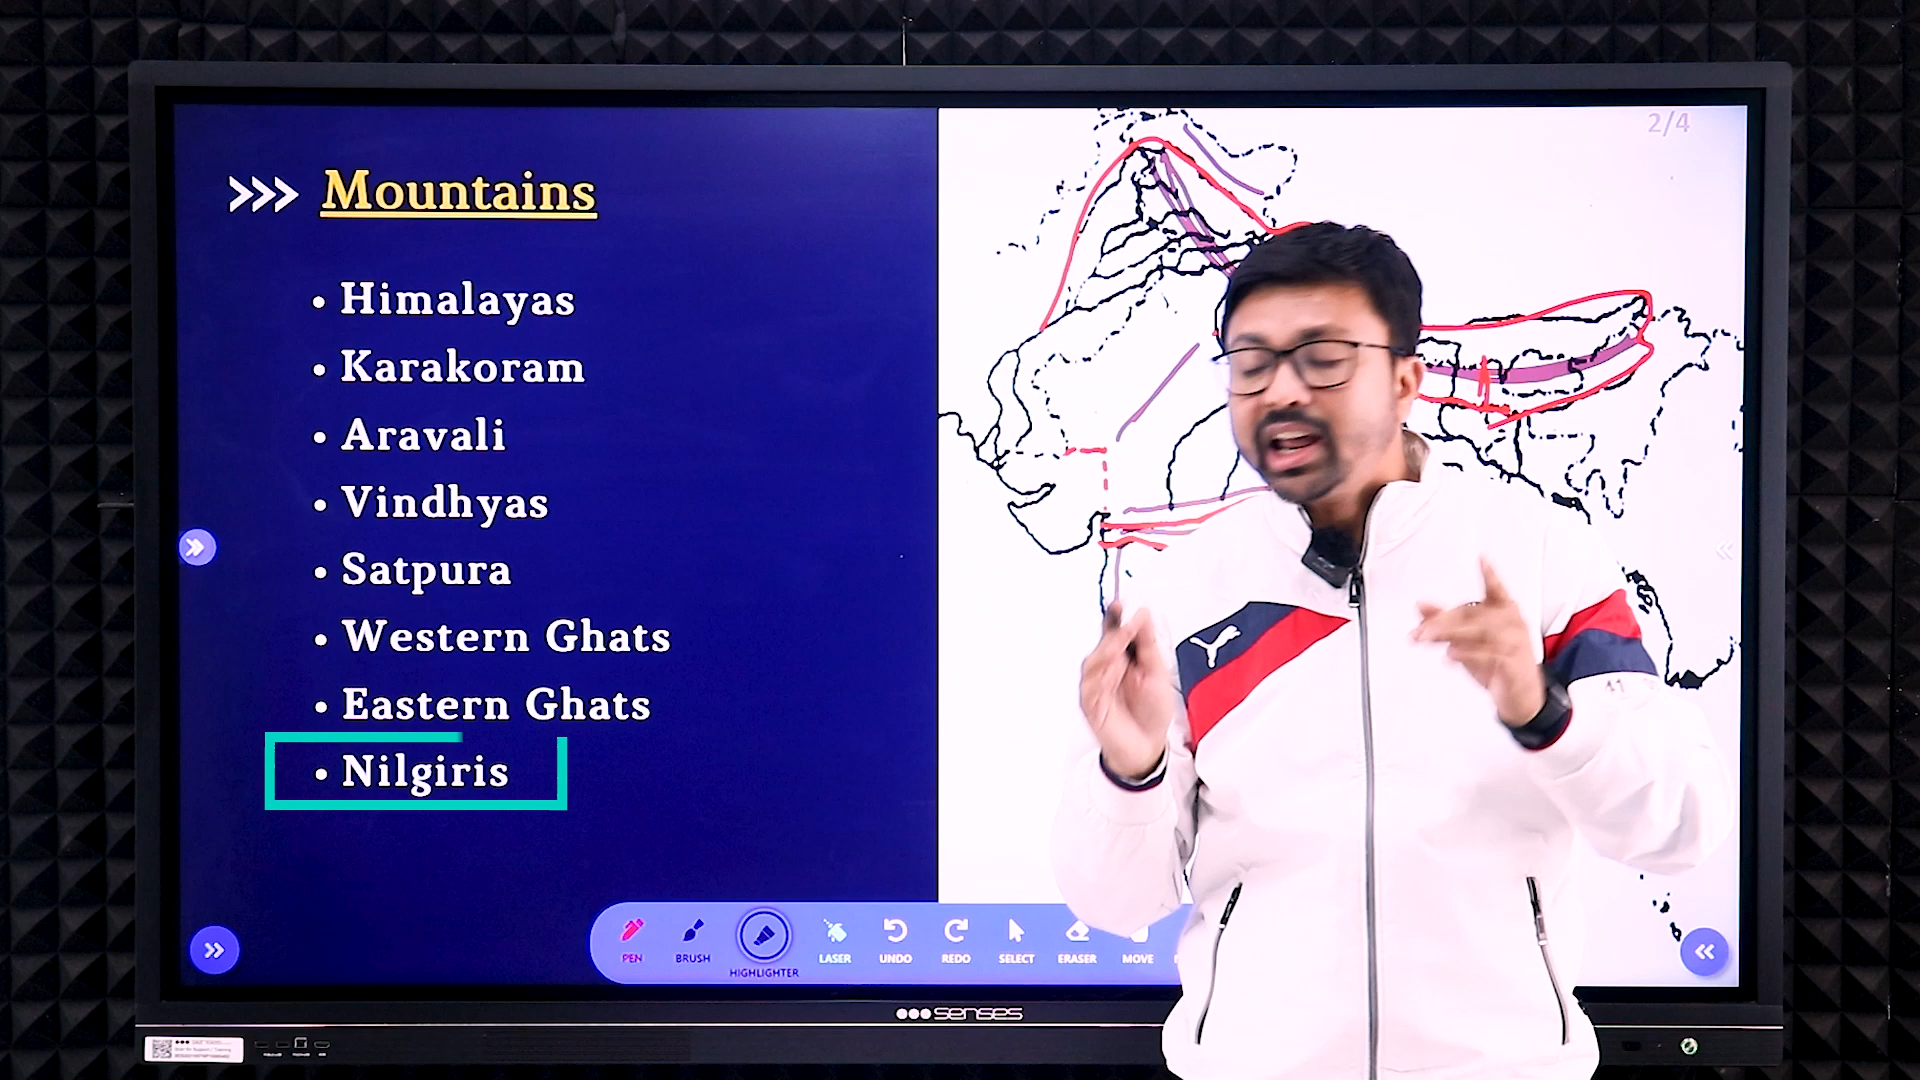 2/4
>>> Mountains
• Himalayas
• Karakoram
• Aravali
• Vindhyas
• Satpura
• Western Ghats
• Eastern Ghats
• Nilgiris
PEN BRUSH HIGHLIGHTER LASER UNDO REDO SELECT ERASER MOVE
senses